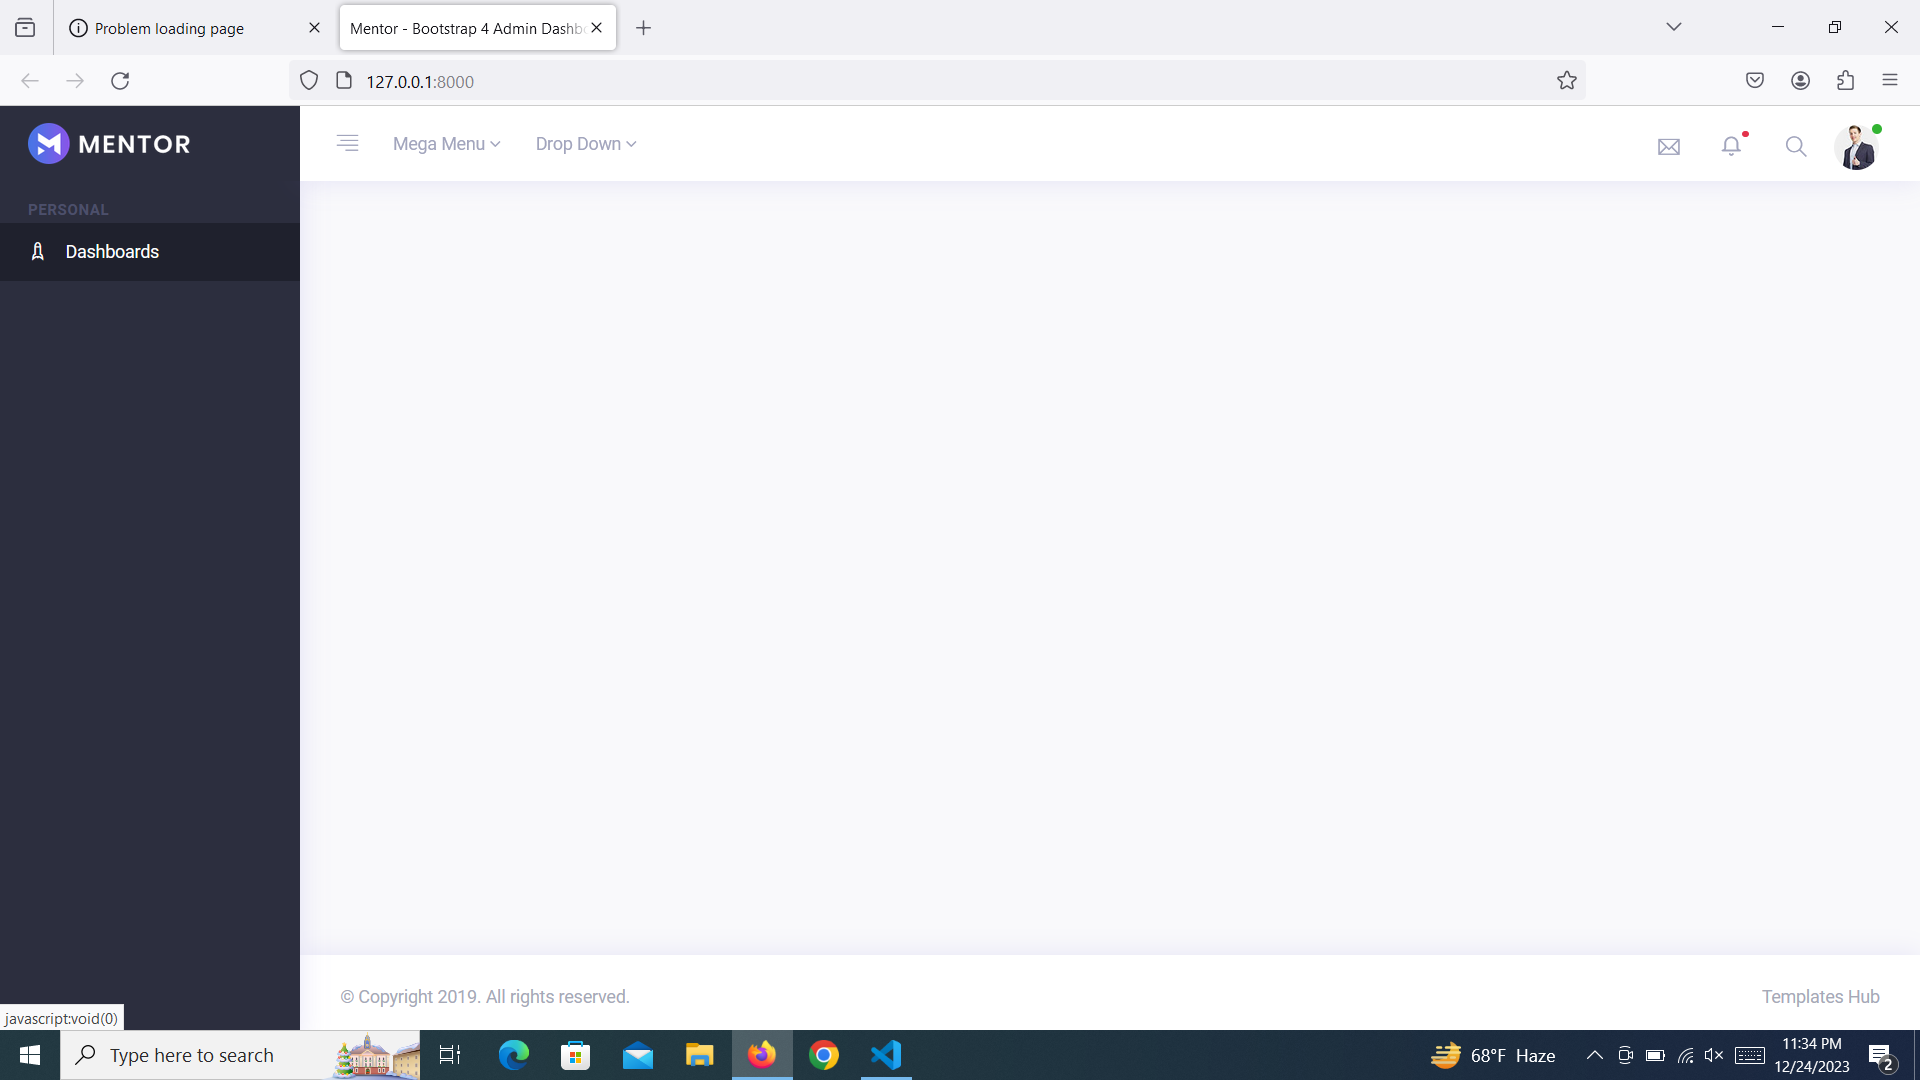 Problem loading page
Mentor - Bootstrap 4 Admin Dashbo
127.0.0.1:8000
MENTOR
Mega Menu
Drop Down
PERSONAL
Dashboards
© Copyright 2019. All rights reserved.
Templates Hub
javascript:void(0)
Type here to search
68°F Haze
11:34 PM
12/24/2023
2